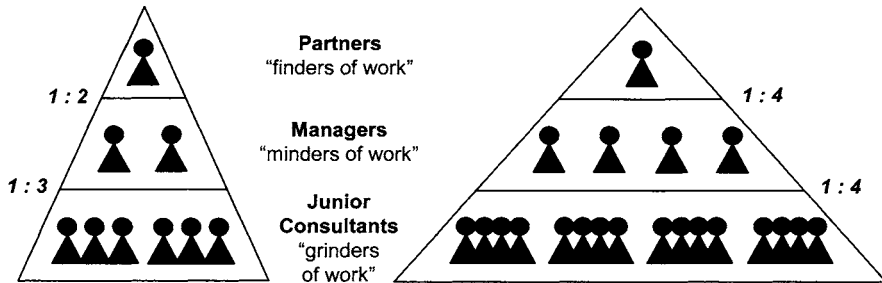 Partners
“finders of work”
1 : 2
1 : 4
Managers
“minders of work”
1 : 3
1 : 4
Junior
Consultants
“grinders
of work”